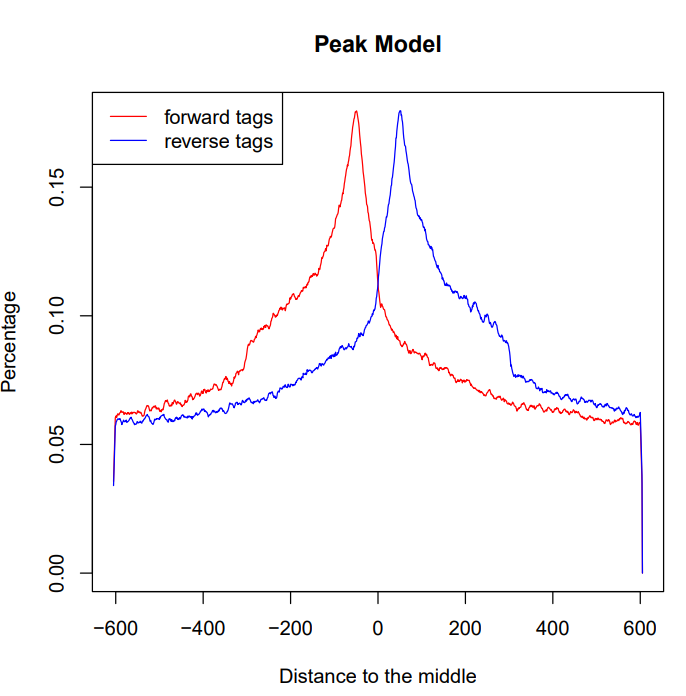 Peak Model
forward tags
reverse tags
Percentage
0.15
0.10
0.05
0.00
−600 −400 −200 0 200 400 600
Distance to the middle